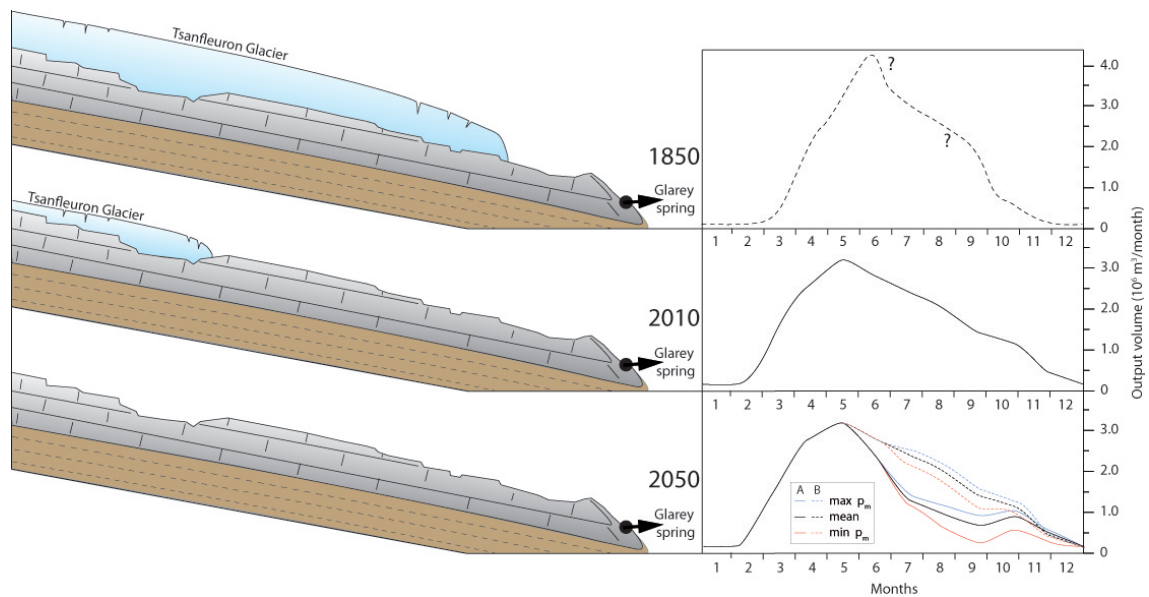 Tsanfleuron Glacier
1850
Glarey
spring
?
?
4.0
3.0
2.0
1.0
0
1 2 3 4 5 6 7 8 9 10 11 12
Tsanfleuron Glacier
2010
Glarey
spring
3.0
2.0
1.0
0
1 2 3 4 5 6 7 8 9 10 11 12
Output volume (10⁶ m³/month)
2050
Glarey
spring
A B
max pₘ
mean
min pₘ
3.0
2.0
1.0
0
1 2 3 4 5 6 7 8 9 10 11 12
Months